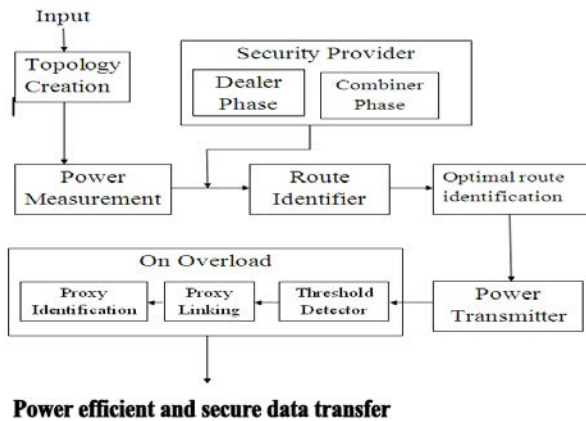 Input
Topology
Creation
Security Provider
Dealer
Phase
Combiner
Phase
Power
Measurement
Route
Identifier
Optimal route
identification
On Overload
Proxy
Identification
Proxy
Linking
Threshold
Detector
Power
Transmitter
Power efficient and secure data transfer